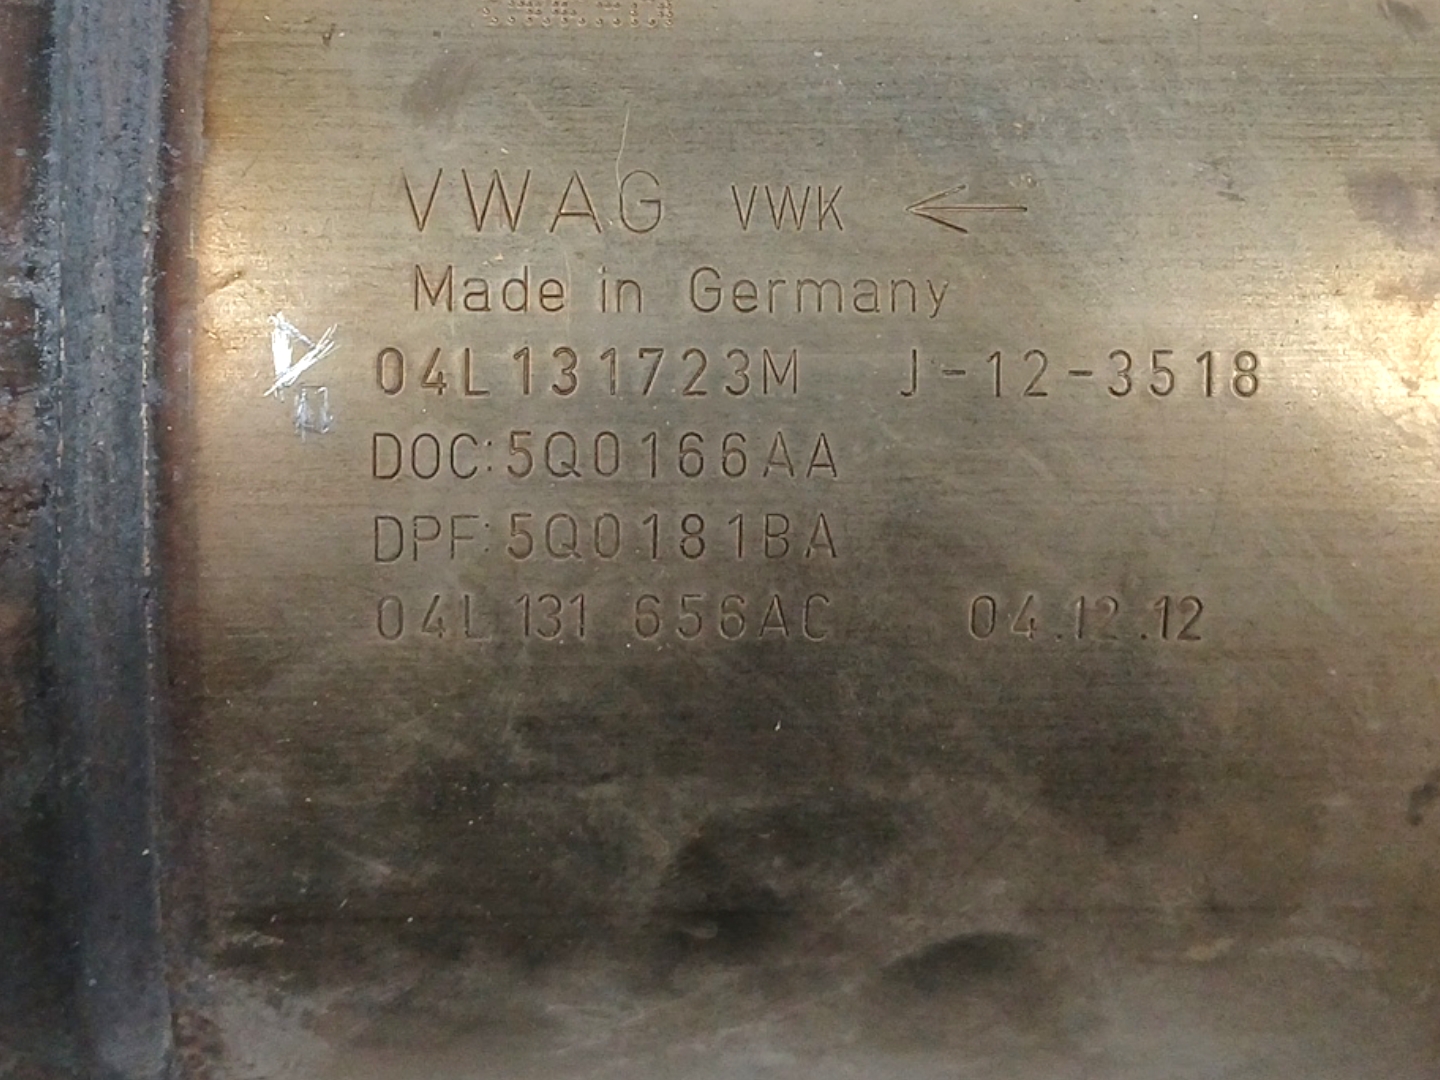 VWAG VWK ←
Made in Germany
04L131723M J-12-3518
DOC:5Q0166AA
DPF:5Q0181BA
04L 131 656AC 04.12.12